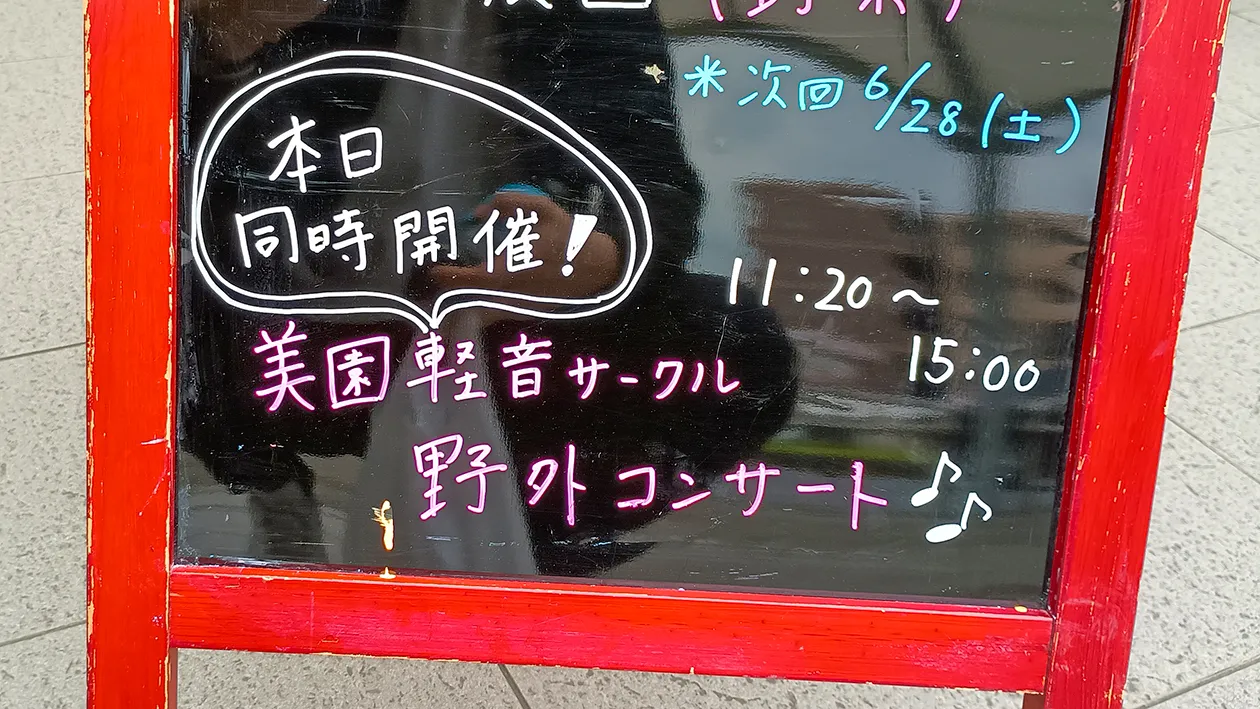 *次回 6/28(土)
本日
同時開催!
11:20〜
15:00
美園軽音サークル
野外コンサート♪♪